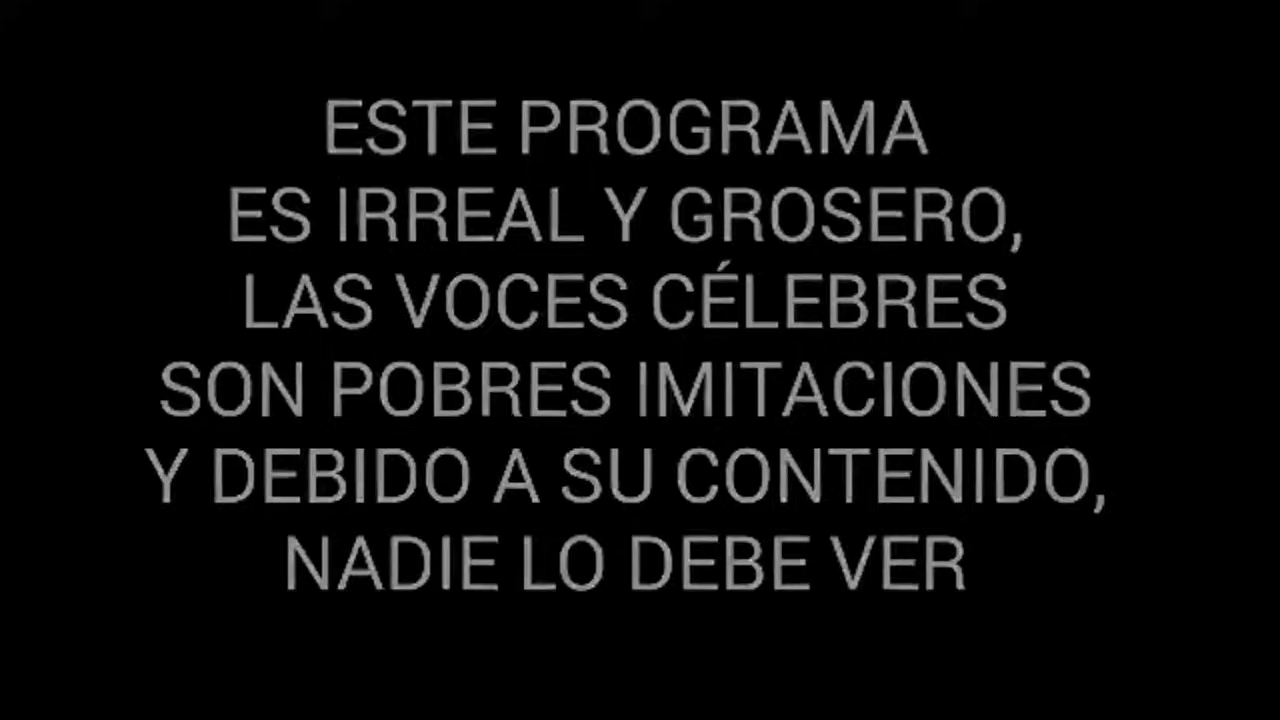 ESTE PROGRAMA
ES IRREAL Y GROSERO,
LAS VOCES CÉLEBRES
SON POBRES IMITACIONES
Y DEBIDO A SU CONTENIDO,
NADIE LO DEBE VER